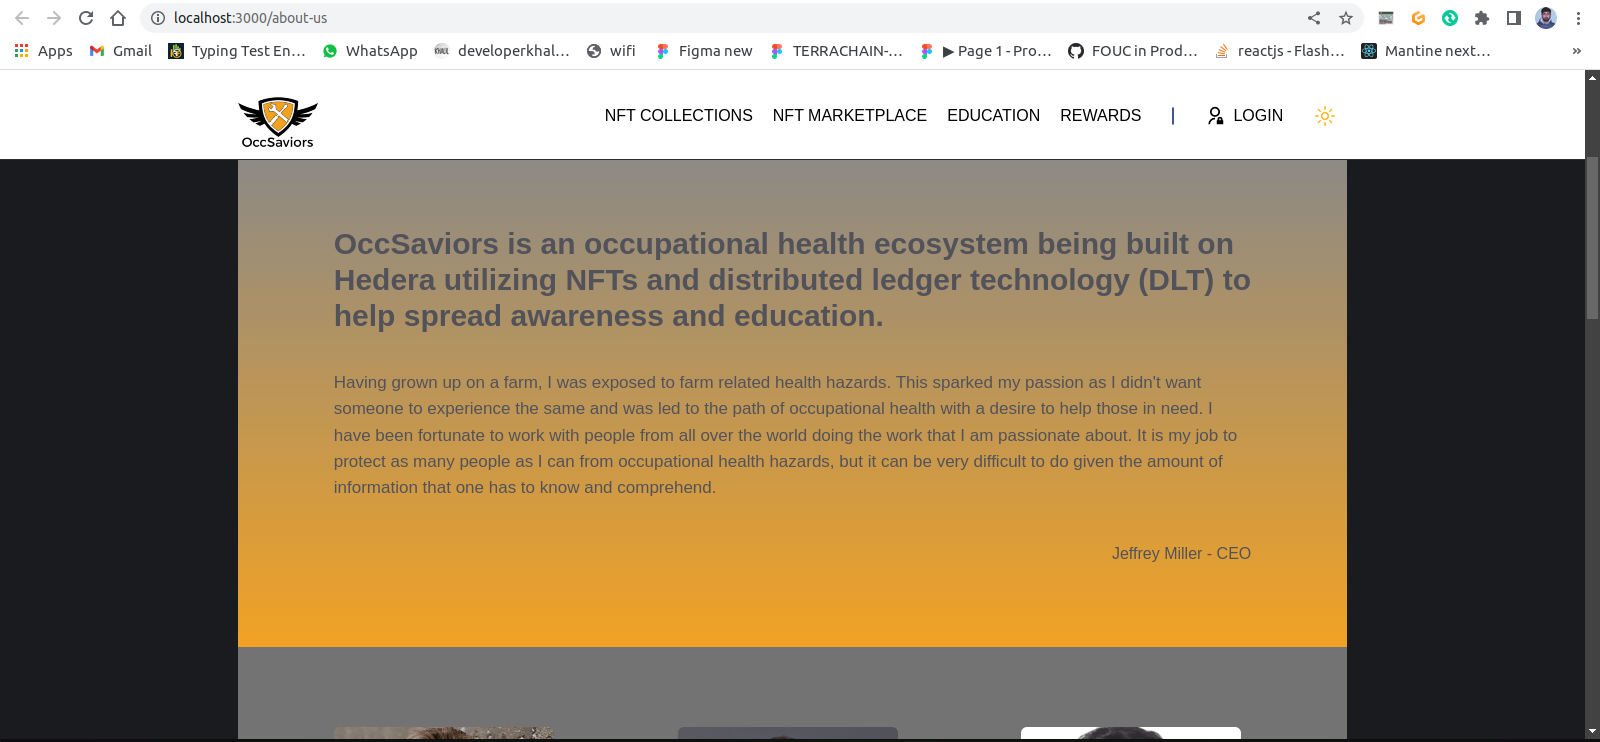 localhost:3000/about-us
Apps Gmail Typing Test En… WhatsApp developerkhal… wifi Figma new TERRACHAIN-… ▶ Page 1 - Pro… FOUC in Prod… reactjs - Flash… Mantine next… »
OccSaviors
NFT COLLECTIONS NFT MARKETPLACE EDUCATION REWARDS | LOGIN
OccSaviors is an occupational health ecosystem being built on
Hedera utilizing NFTs and distributed ledger technology (DLT) to
help spread awareness and education.
Having grown up on a farm, I was exposed to farm related health hazards. This sparked my passion as I didn't want
someone to experience the same and was led to the path of occupational health with a desire to help those in need. I
have been fortunate to work with people from all over the world doing the work that I am passionate about. It is my job to
protect as many people as I can from occupational health hazards, but it can be very difficult to do given the amount of
information that one has to know and comprehend.
Jeffrey Miller - CEO